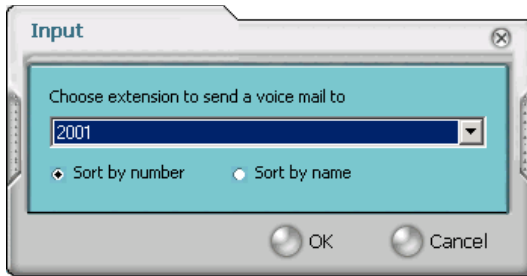 Input
Choose extension to send a voice mail to
2001
Sort by number Sort by name
OK Cancel